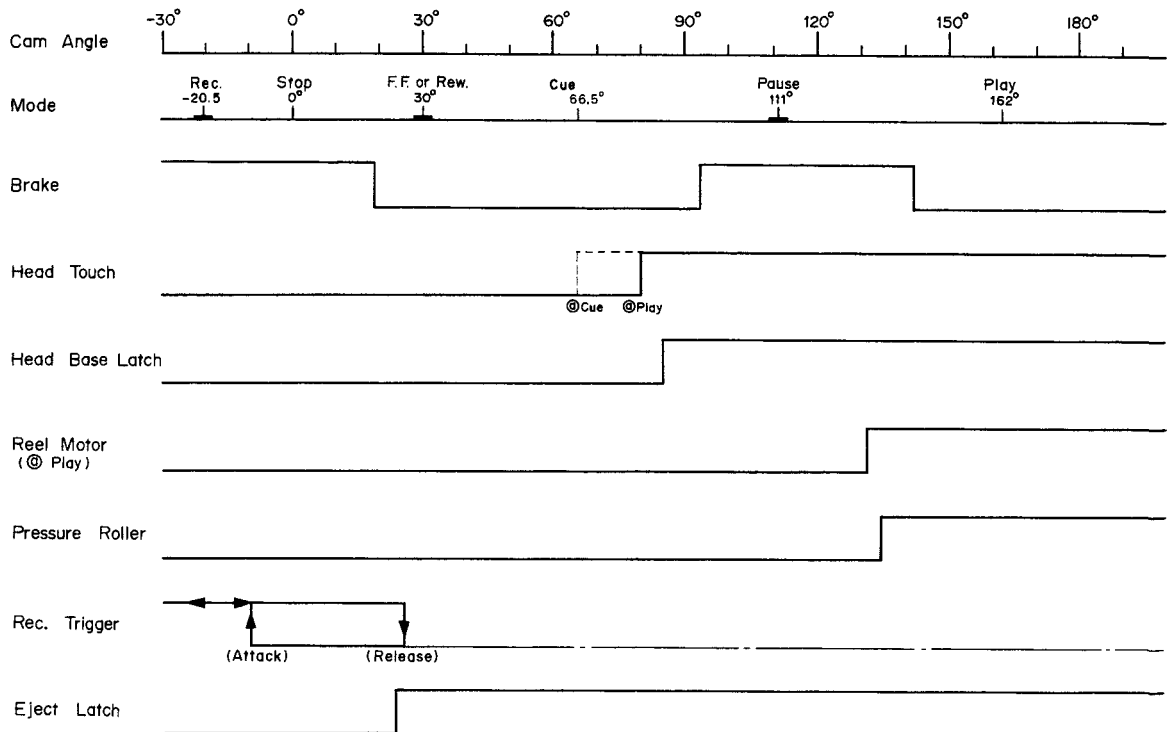 -30° 0° 30° 60° 90° 120° 150° 180°
Cam Angle
Rec. Stop F.F. or Rew. Cue Pause Play
-20.5 0° 30° 66.5° 111° 162°
Mode
Brake
Head Touch
@Cue @Play
Head Base Latch
Reel Motor
(@ Play)
Pressure Roller
Rec. Trigger
(Attack) (Release)
Eject Latch